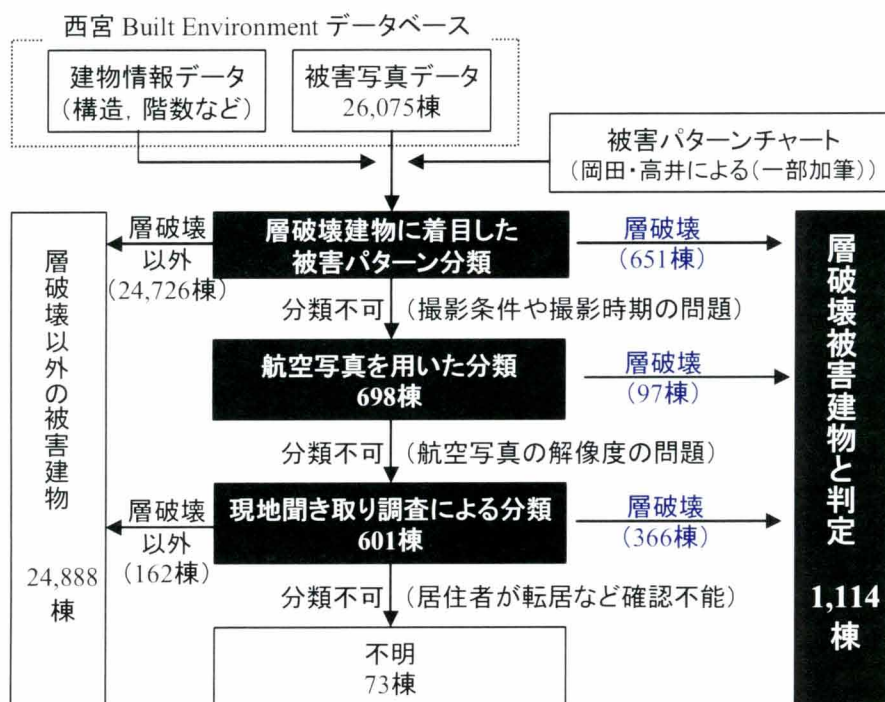 西宮 Built Environment データベース
建物情報データ
(構造, 階数など)
被害写真データ
26,075棟
被害パターンチャート
(岡田・高井による(一部加筆))
層破壊建物に着目した
被害パターン分類
層破壊
以外
(24,726棟)
層破壊
(651棟)
分類不可 (撮影条件や撮影時期の問題)
航空写真を用いた分類
698棟
層破壊
(97棟)
分類不可 (航空写真の解像度の問題)
現地聞き取り調査による分類
601棟
層破壊
以外
(162棟)
層破壊
(366棟)
分類不可 (居住者が転居など確認不能)
不明
73棟
層破壊以外の被害建物
24,888
棟
層破壊被害建物と判定
1,114
棟